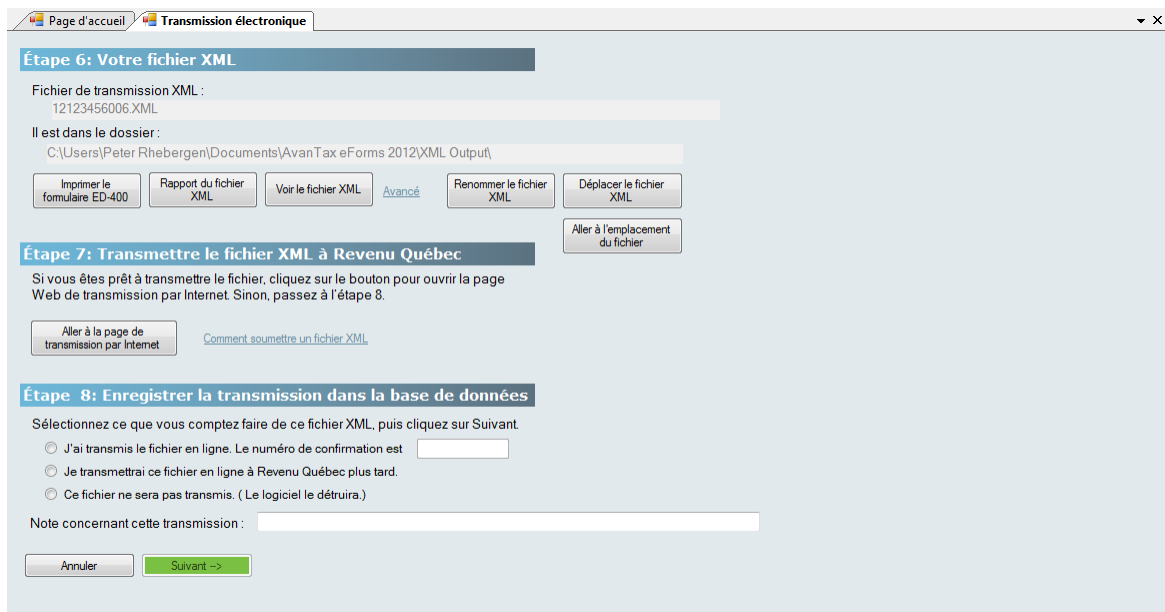 Page d'accueil Transmission électronique
Étape 6: Votre fichier XML
Fichier de transmission XML :
12123456006.XML
Il est dans le dossier :
C:\Users\Peter Rhebergen\Documents\AvanTax eForms 2012\XML Output\
Imprimer le formulaire ED-400
Rapport du fichier XML
Voir le fichier XML
Avancé
Renommer le fichier XML
Déplacer le fichier XML
Aller à l'emplacement du fichier
Étape 7: Transmettre le fichier XML à Revenu Québec
Si vous êtes prêt à transmettre le fichier, cliquez sur le bouton pour ouvrir la page
Web de transmission par Internet. Sinon, passez à l'étape 8.
Aller à la page de transmission par Internet
Comment soumettre un fichier XML
Étape 8: Enregistrer la transmission dans la base de données
Sélectionnez ce que vous comptez faire de ce fichier XML, puis cliquez sur Suivant.
J'ai transmis le fichier en ligne. Le numéro de confirmation est
Je transmettrai ce fichier en ligne à Revenu Québec plus tard.
Ce fichier ne sera pas transmis. ( Le logiciel le détruira.)
Note concernant cette transmission :
Annuler
Suivant -->